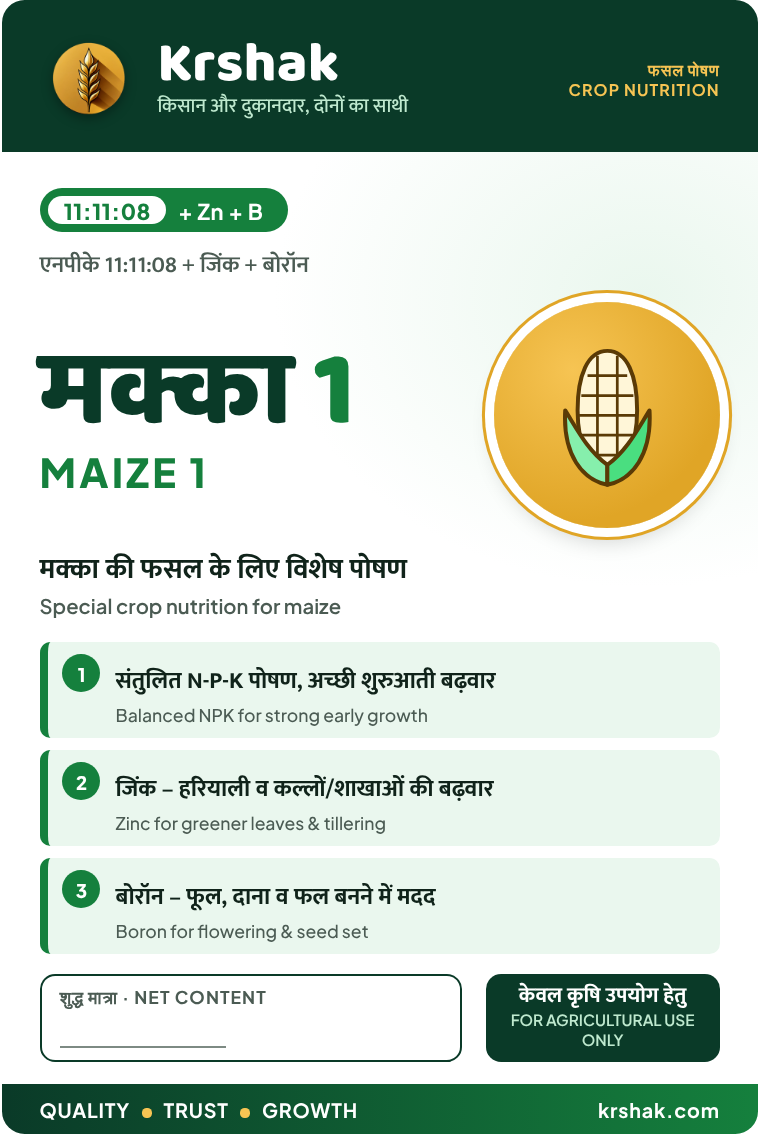 Krshak
किसान और दुकानदार, दोनों का साथी
फसल पोषण
CROP NUTRITION
11:11:08 + Zn + B
एनपीके 11:11:08 + जिंक + बोरॉन
मक्का 1
MAIZE 1
मक्का की फसल के लिए विशेष पोषण
Special crop nutrition for maize
1 संतुलित N-P-K पोषण, अच्छी शुरुआती बढ़वार
Balanced NPK for strong early growth
2 जिंक – हरियाली व कल्लों/शाखाओं की बढ़वार
Zinc for greener leaves & tillering
3 बोरॉन – फूल, दाना व फल बनने में मदद
Boron for flowering & seed set
शुद्ध मात्रा · NET CONTENT
केवल कृषि उपयोग हेतु
FOR AGRICULTURAL USE
ONLY
QUALITY ● TRUST ● GROWTH
krshak.com